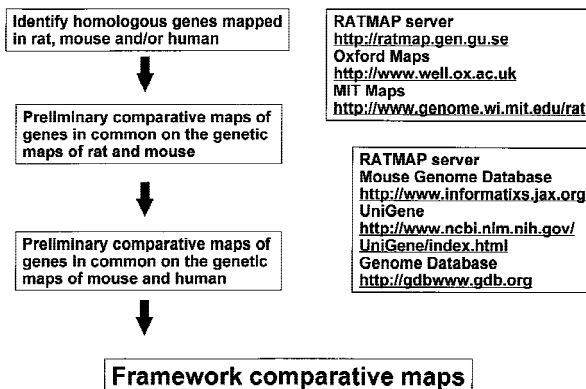 Identify homologous genes mapped
in rat, mouse and/or human
RATMAP server
http://ratmap.gen.gu.se
Oxford Maps
http://www.well.ox.ac.uk
MIT Maps
http://www.genome.wi.mit.edu/rat
Preliminary comparative maps of
genes in common on the genetic
maps of rat and mouse
RATMAP server
Mouse Genome Database
http://www.informatixs.jax.org
UniGene
http://www.ncbi.nlm.nih.gov/
UniGene/index.html
Genome Database
http://gdbwww.gdb.org
Preliminary comparative maps of
genes in common on the genetic
maps of mouse and human
Framework comparative maps